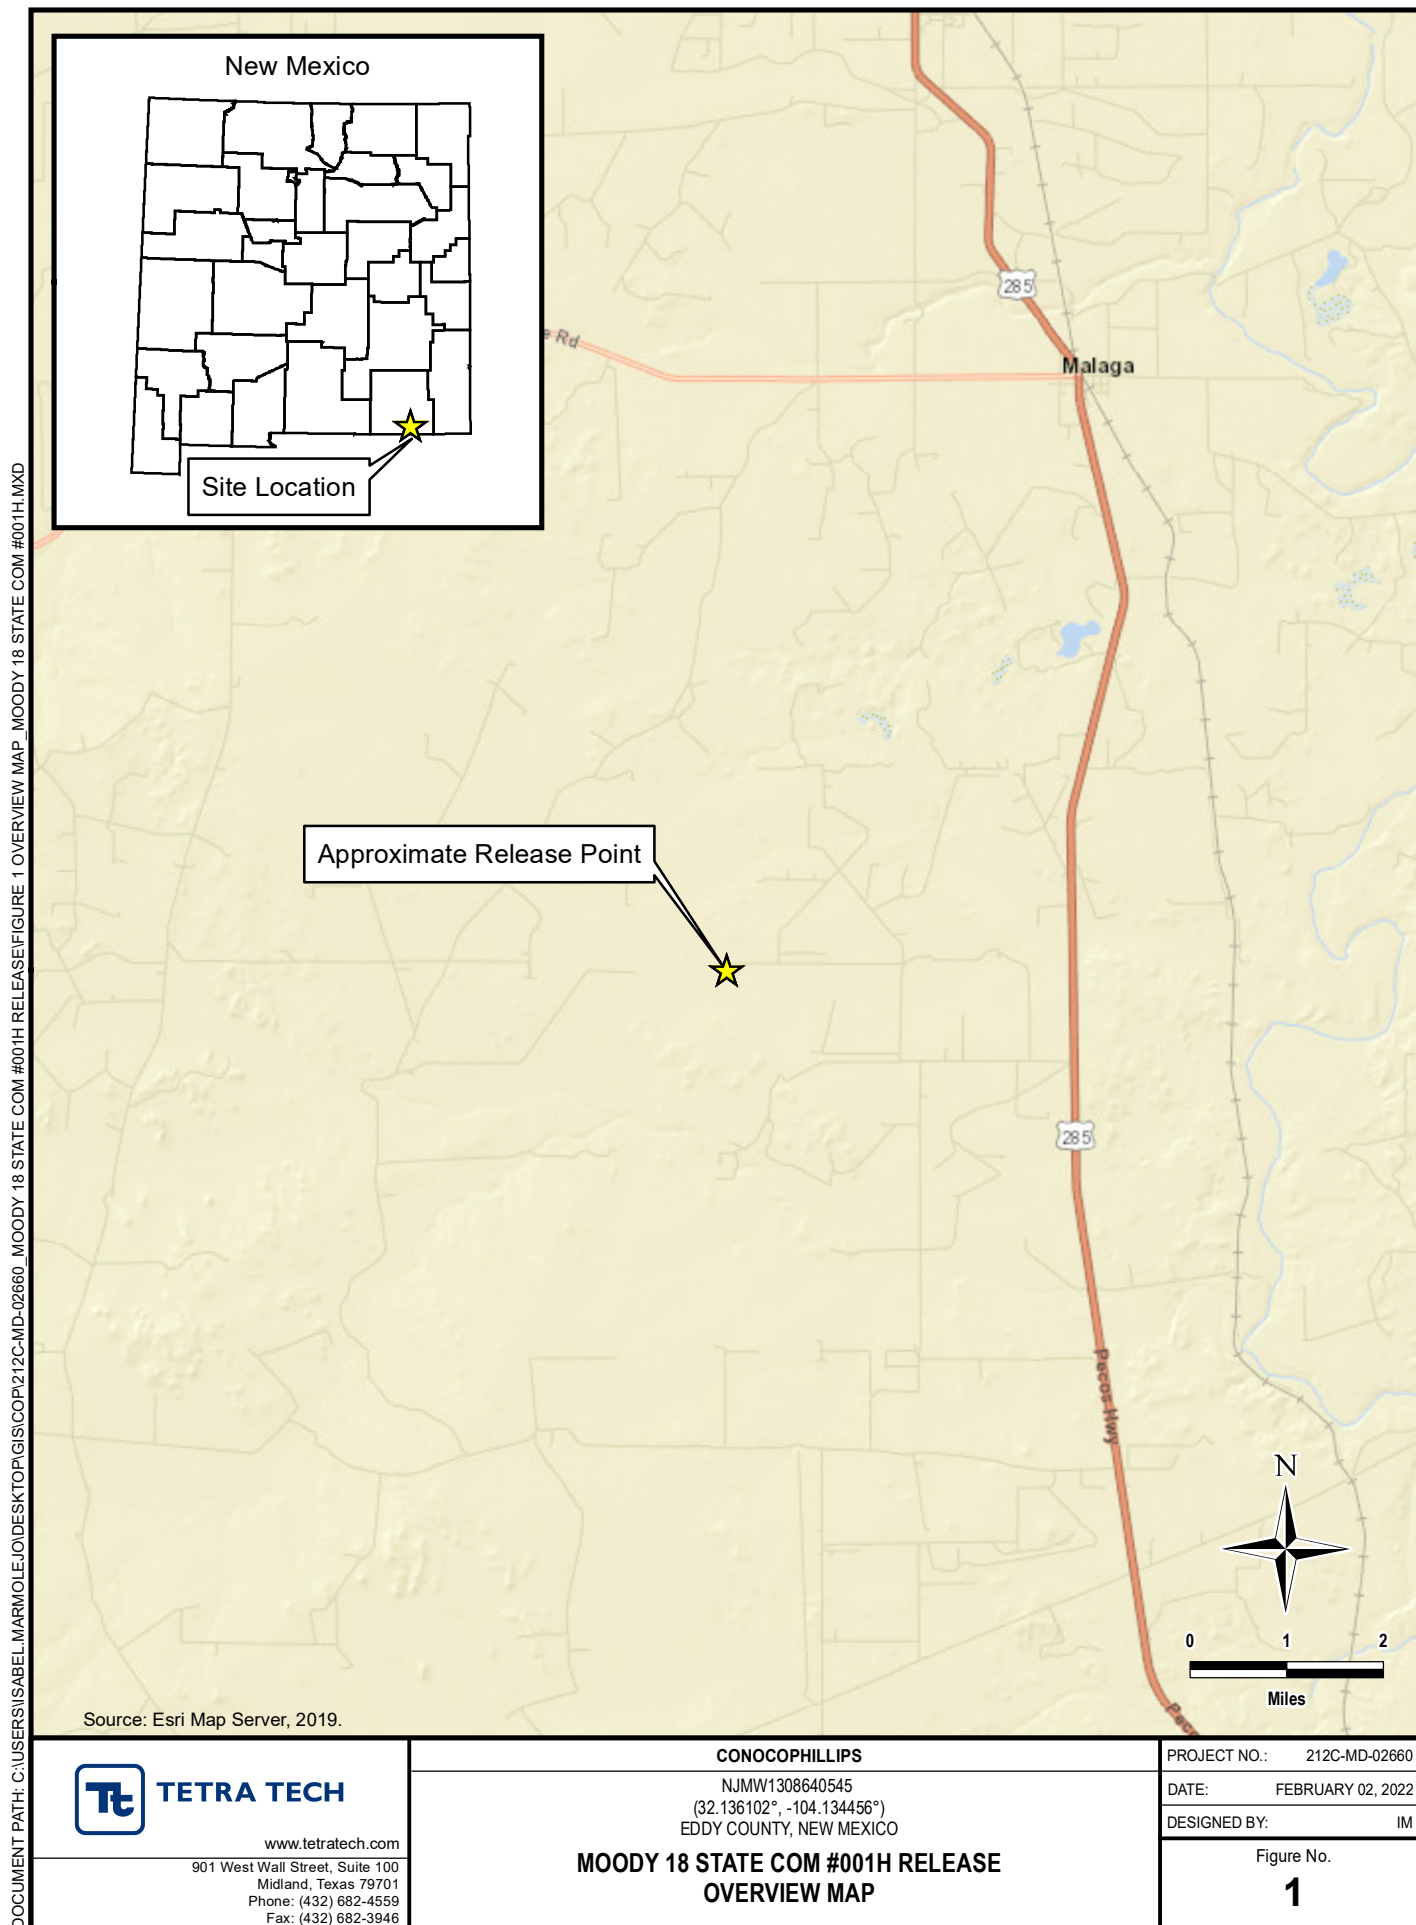 New Mexico
Site Location
285
Rd
Malaga
Approximate Release Point
285
Pecos Hwy
N
0 1 2
Miles
Source: Esri Map Server, 2019.
DOCUMENT PATH: C:\USERS\ISABEL.MARMOLEJO\DESKTOP\GIS\COP\212C-MD-02660_MOODY 18 STATE COM #001H RELEASE\FIGURE 1 OVERVIEW MAP_MOODY 18 STATE COM #001H.MXD
Tt TETRA TECH
www.tetratech.com
901 West Wall Street, Suite 100
Midland, Texas 79701
Phone: (432) 682-4559
Fax: (432) 682-3946
CONOCOPHILLIPS
NJMW1308640545
(32.136102°, -104.134456°)
EDDY COUNTY, NEW MEXICO
MOODY 18 STATE COM #001H RELEASE
OVERVIEW MAP
PROJECT NO.: 212C-MD-02660
DATE: FEBRUARY 02, 2022
DESIGNED BY: IM
Figure No.
1